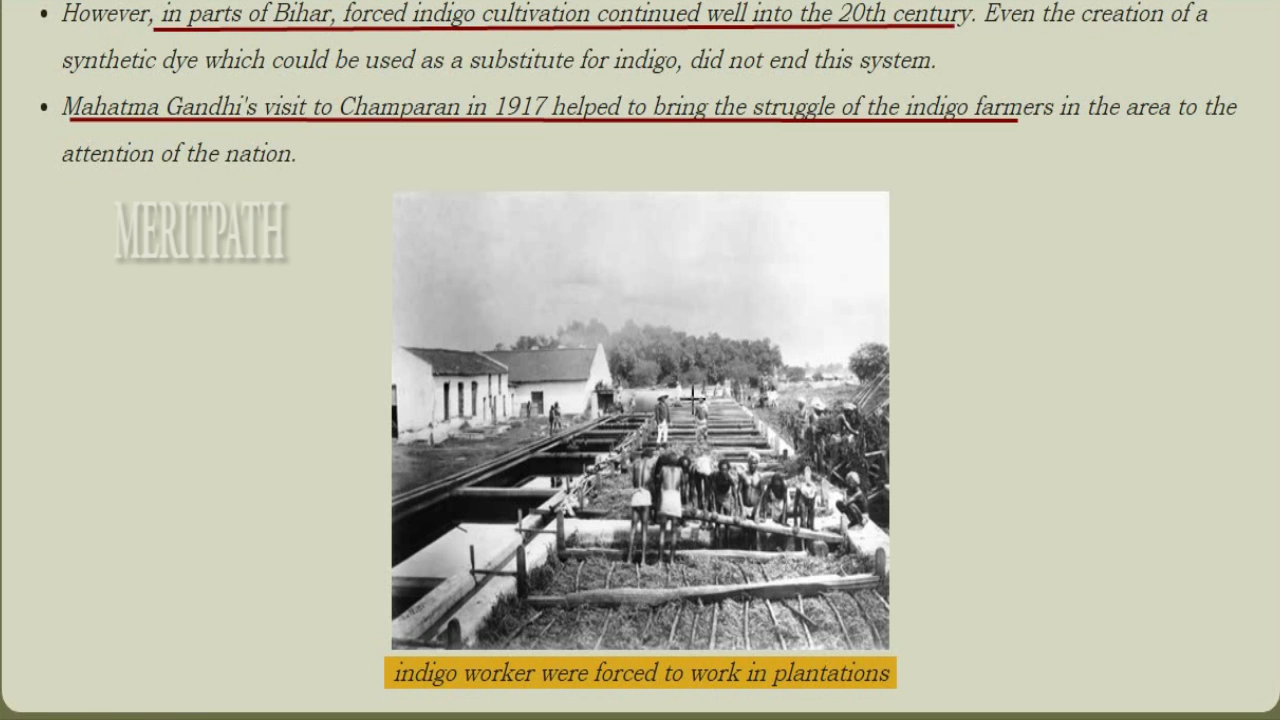 • However, in parts of Bihar, forced indigo cultivation continued well into the 20th century. Even the creation of a
synthetic dye which could be used as a substitute for indigo, did not end this system.
• Mahatma Gandhi's visit to Champaran in 1917 helped to bring the struggle of the indigo farmers in the area to the
attention of the nation.
MERITPATH
indigo worker were forced to work in plantations